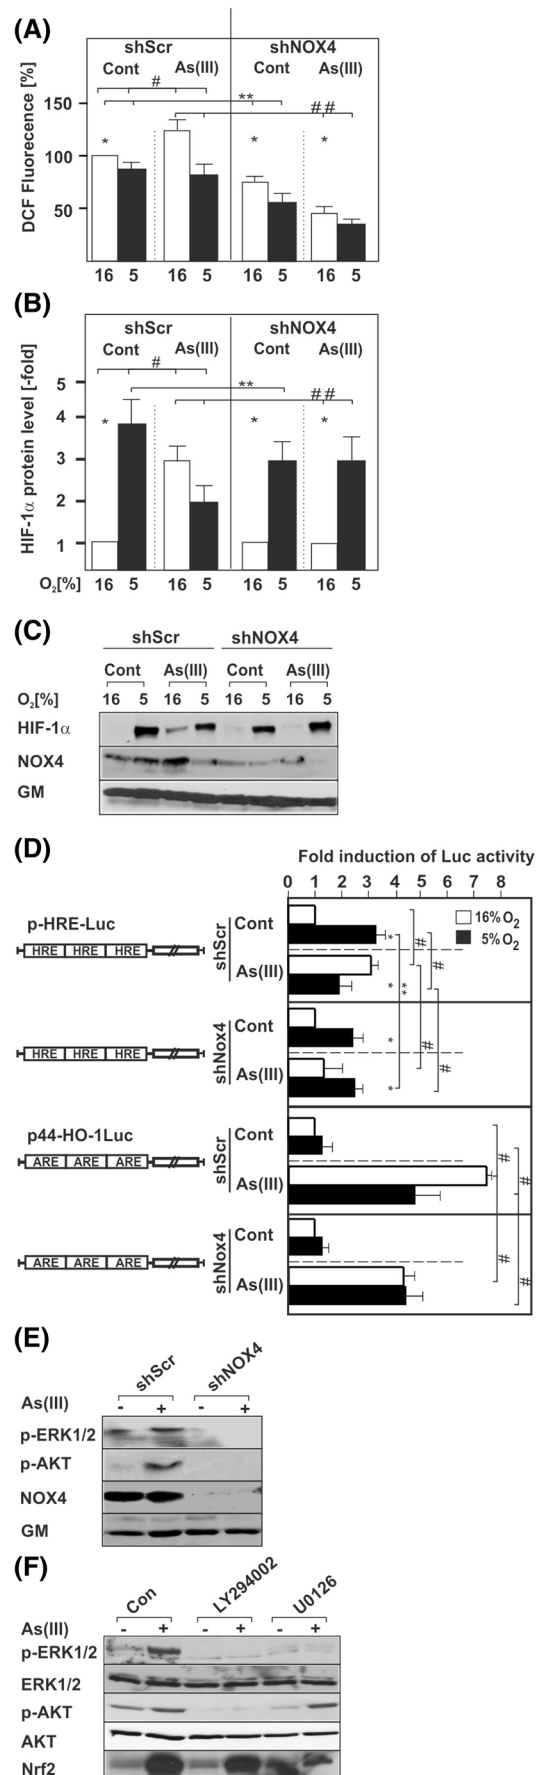 (A)
shScr shNOX4
Cont As(III) Cont As(III)
DCF Fluorecence [%]
# ** ##
150
100
50
* * *
16 5 16 5 16 5 16 5
(B)
shScr shNOX4
Cont As(III) Cont As(III)
HIF-1α protein level [-fold]
# ** ##
5
4
3
2
1
* * *
O2[%] 16 5 16 5 16 5 16 5
(C)
shScr shNOX4
Cont As(III) Cont As(III)
O2[%] 16 5 16 5 16 5 16 5
HIF-1α
NOX4
GM
(D)
Fold induction of Luc activity
0 1 2 3 4 5 6 7 8
16% O2
5% O2
p-HRE-Luc
HRE HRE HRE //
shScr
Cont
As(III)
* # #
* **
HRE HRE HRE //
shNox4
Cont
As(III)
* # #
*
p44-HO-1Luc
ARE ARE ARE //
shScr
Cont
As(III)
# #
ARE ARE ARE //
shNox4
Cont
As(III)
# #
(E)
shScr shNOX4
As(III) - + - +
p-ERK1/2
p-AKT
NOX4
GM
(F)
Con LY294002 U0126
As(III) - + - + - +
p-ERK1/2
ERK1/2
p-AKT
AKT
Nrf2